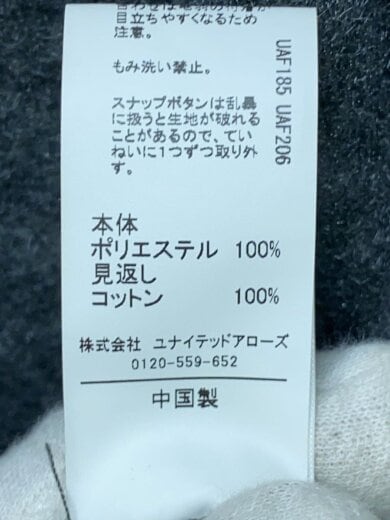 目立ちやすくなるため
注意。
もみ洗い禁止。
スナップボタンは乱暴
に扱うと生地が破れる
ことがあるので、てい
ねいに1つずつ取り外
す。
本体
ポリエステル 100%
見返し
コットン 100%
株式会社 ユナイテッドアローズ
0120-559-652
中国製
UAF185 UAF206